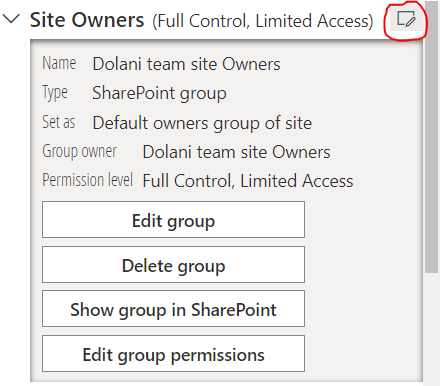 Site Owners (Full Control, Limited Access)
Name Dolani team site Owners
Type SharePoint group
Set as Default owners group of site
Group owner Dolani team site Owners
Permission level Full Control, Limited Access
Edit group
Delete group
Show group in SharePoint
Edit group permissions